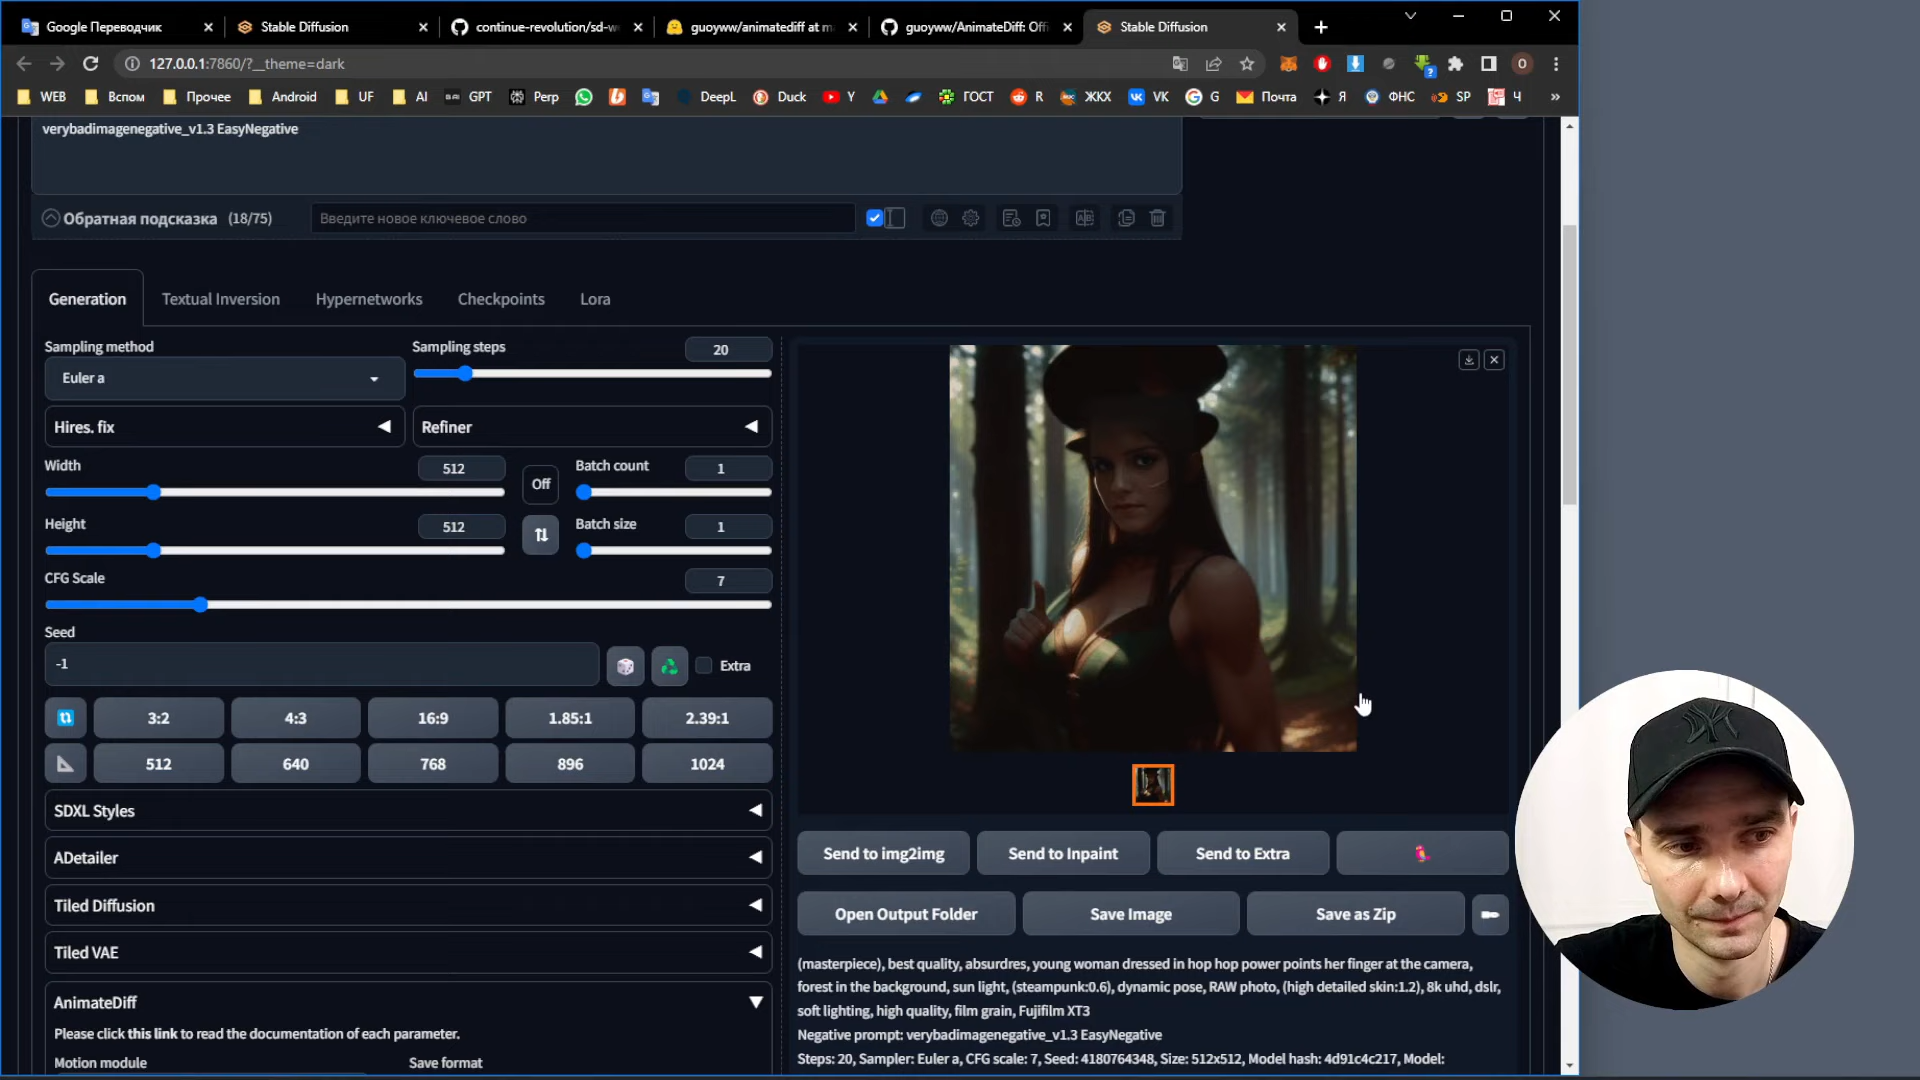 Google Переводчик
Stable Diffusion
continue-revolution/sd-w
guoyww/animatediff at m
guoyww/AnimateDiff: Offi
Stable Diffusion
127.0.0.1:7860/?__theme=dark
WEB
Вспом
Прочее
Android
UF
AI
GPT
Perp
DeepL
Duck
Y
ГОСТ
R
ЖКХ
VK
G
Почта
Я
ФНС
SP
Ч
verybadimagenegative_v1.3 EasyNegative
Обратная подсказка (18/75)
Введите новое ключевое слово
Generation
Textual Inversion
Hypernetworks
Checkpoints
Lora
Sampling method
Euler a
Sampling steps
20
Hires. fix
Refiner
Width
512
Off
Batch count
1
Height
512
Batch size
1
CFG Scale
7
Seed
-1
Extra
3:2
4:3
16:9
1.85:1
2.39:1
512
640
768
896
1024
SDXL Styles
ADetailer
Tiled Diffusion
Tiled VAE
AnimateDiff
Please click this link to read the documentation of each parameter.
Motion module
Save format
Send to img2img
Send to Inpaint
Send to Extra
Open Output Folder
Save Image
Save as Zip
(masterpiece), best quality, absurdres, young woman dressed in hop hop power points her finger at the camera,
forest in the background, sun light, (steampunk:0.6), dynamic pose, RAW photo, (high detailed skin:1.2), 8k uhd, dslr,
soft lighting, high quality, film grain, Fujifilm XT3
Negative prompt: verybadimagenegative_v1.3 EasyNegative
Steps: 20, Sampler: Euler a, CFG scale: 7, Seed: 4180764348, Size: 512x512, Model hash: 4d91c4c217, Model: